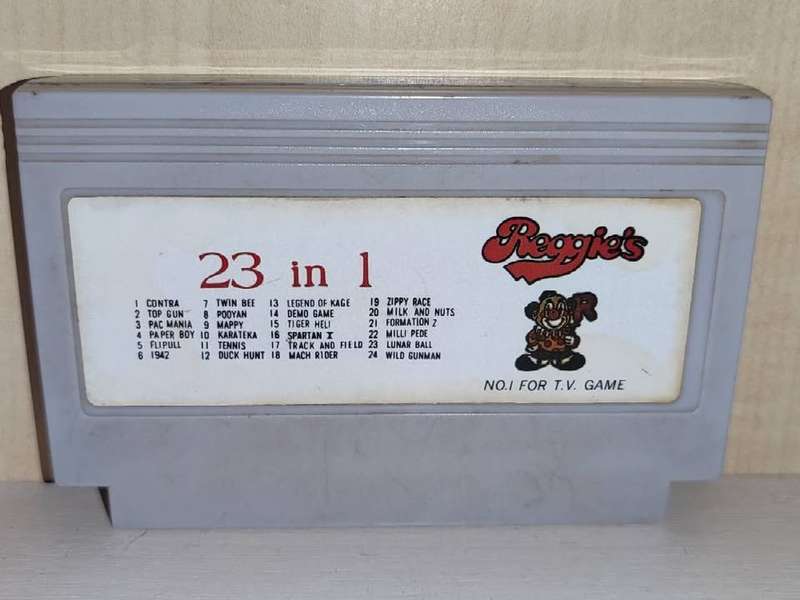 23 in 1
1 CONTRA
2 TOP GUN
3 PAC MANIA
4 PAPER BOY
5 FLIPULL
6 1942
7 TWIN BEE
8 POOYAN
9 MAPPY
10 KARATEKA
11 TENNIS
12 DUCK HUNT
13 LEGEND OF KAGE
14 DEMO GAME
15 TIGER HELI
16 SPARTAN X
17 TRACK AND FIELD
18 MACH RIDER
19 ZIPPY RACE
20 MILK AND NUTS
21 FORMATION Z
22 MILLI PEDE
23 LUNAR BALL
24 WILD GUNMAN
Reggie's
R
NO.1 FOR T.V. GAME